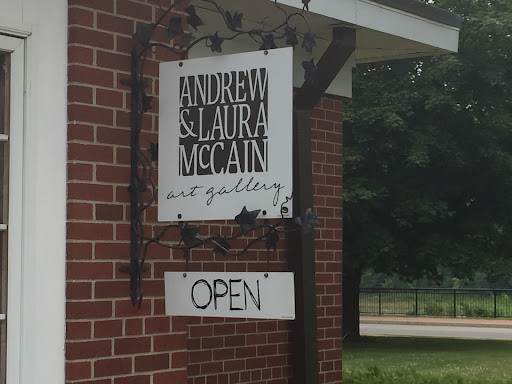 ANDREW
& LAURA
McCAIN
art gallery
OPEN